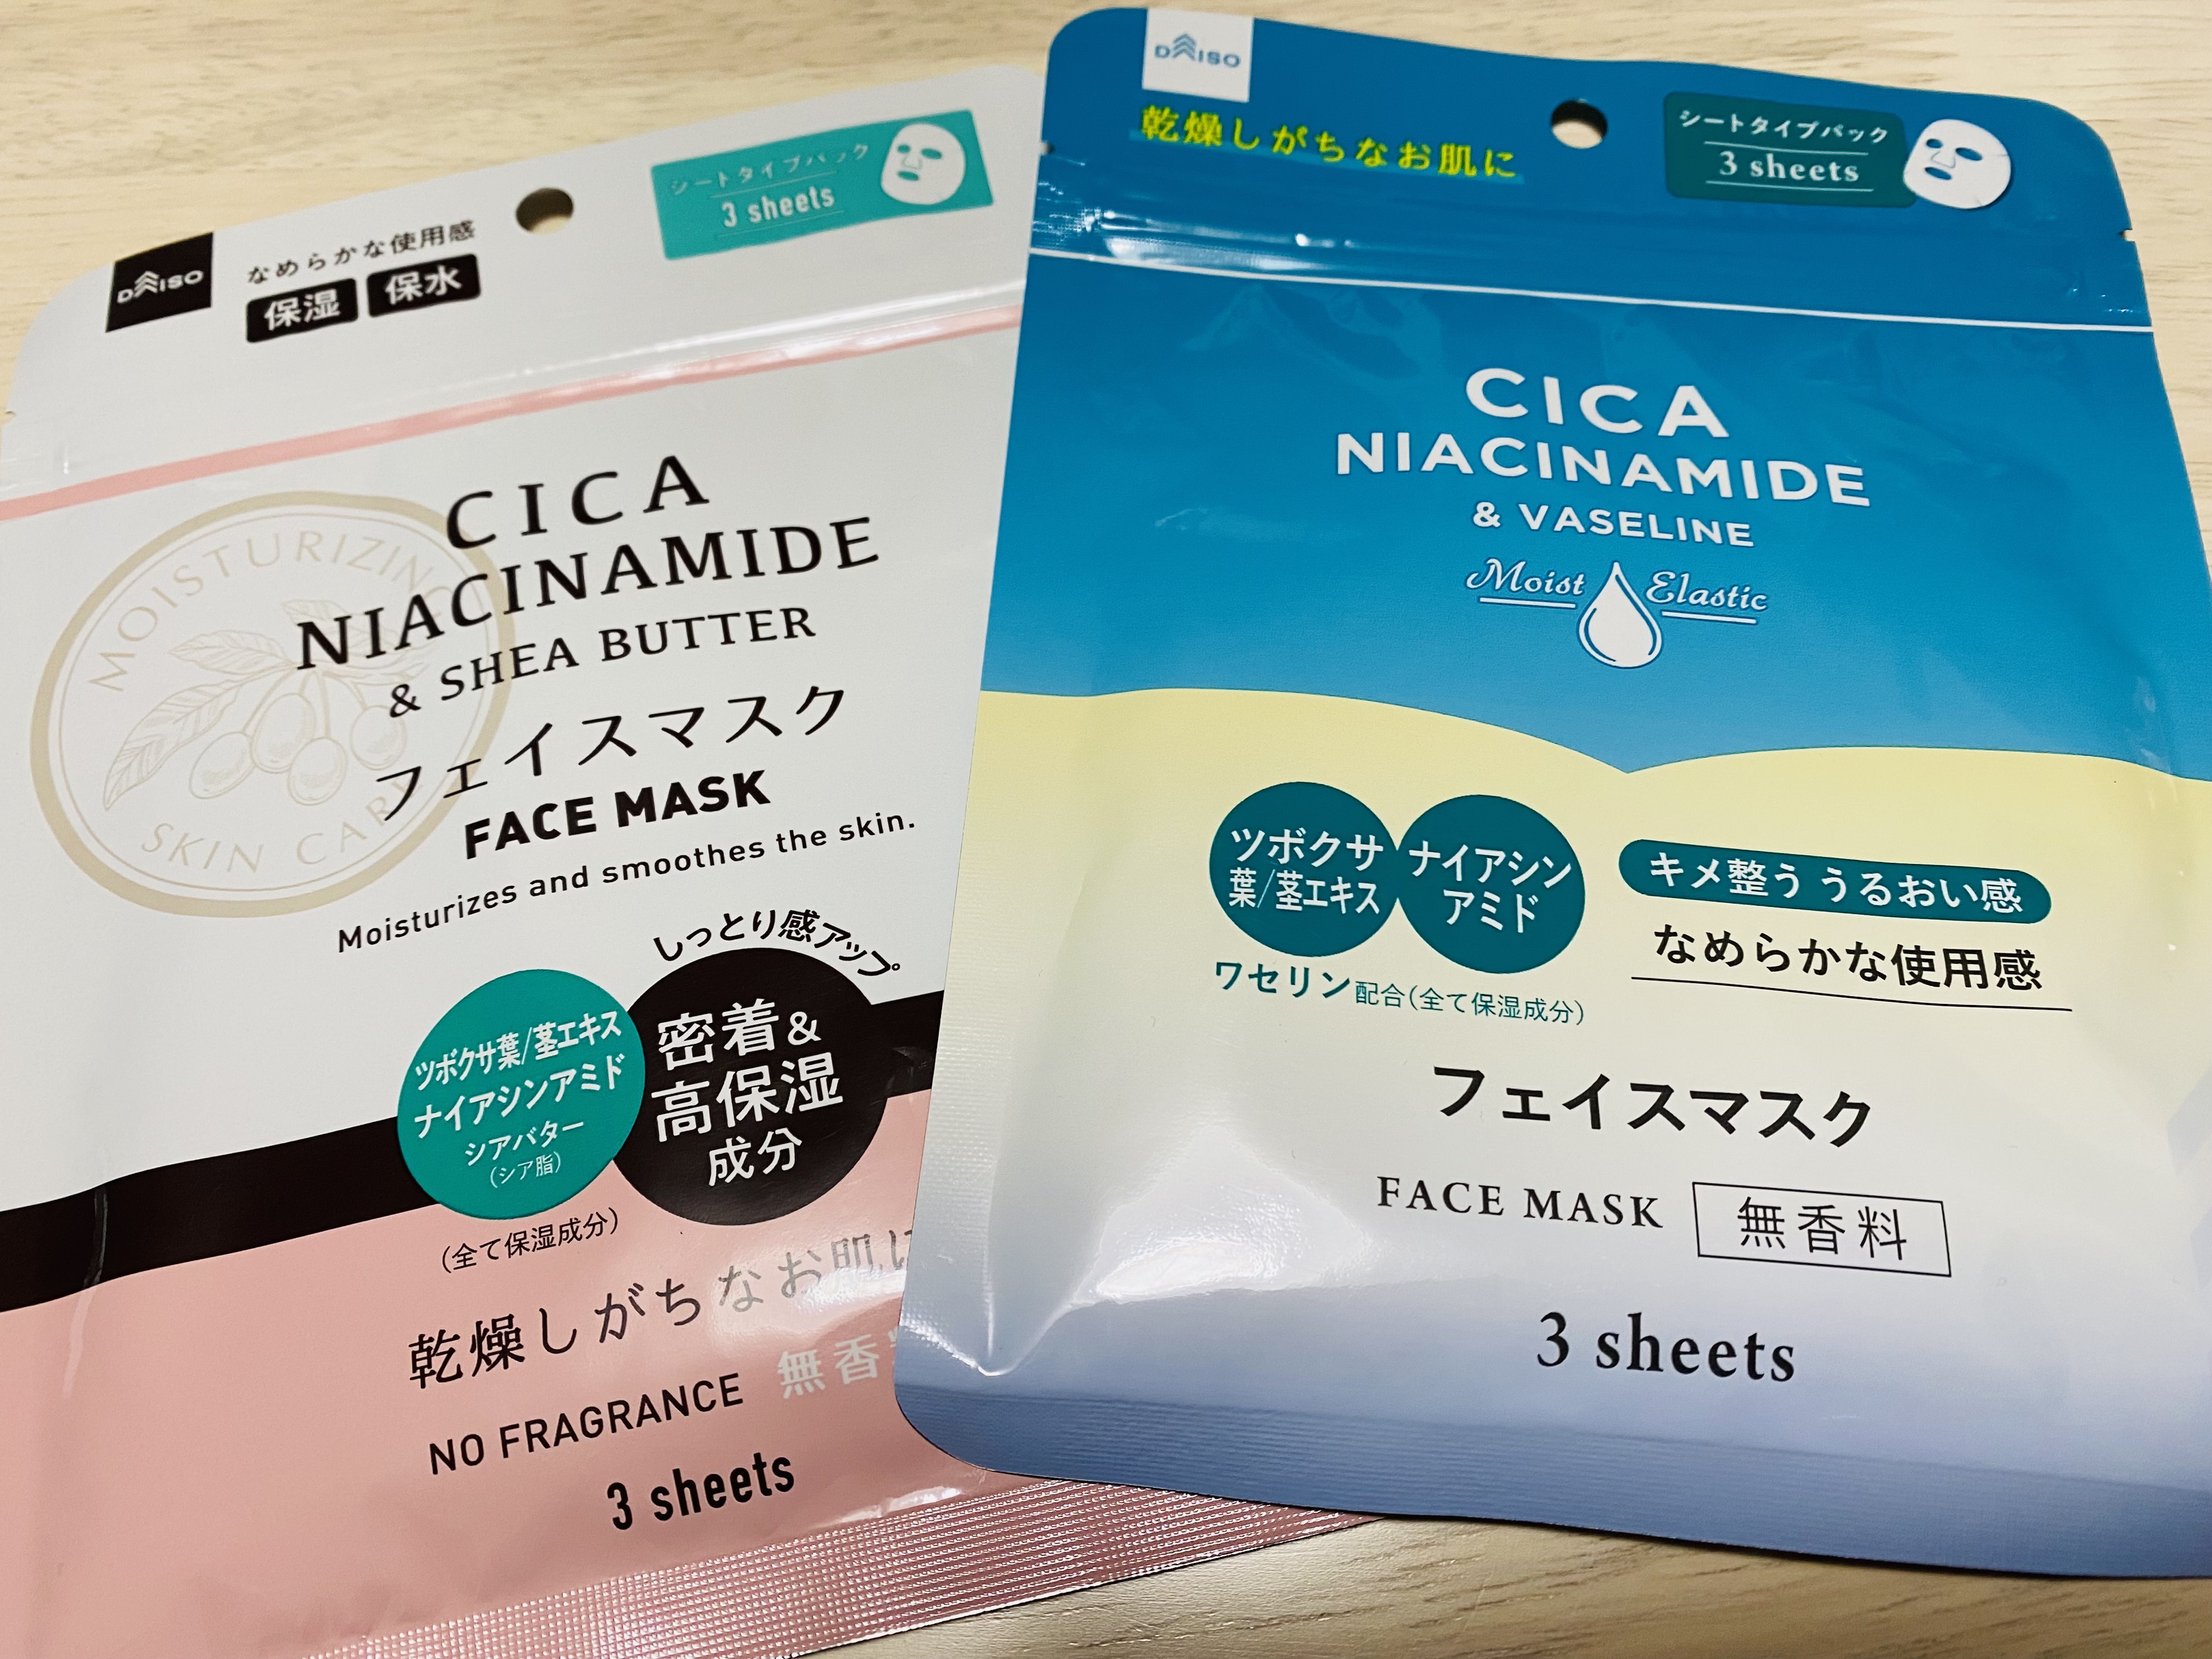 DAISO
なめらかな使用感
保湿 保水
シートタイプパック
3 sheets
MOISTURIZING
SKIN CARE
CICA
NIACINAMIDE
& SHEA BUTTER
フェイスマスク
FACE MASK
Moisturizes and smoothes the skin.
しっとり感アップ。
ツボクサ葉/茎エキス
ナイアシンアミド
シアバター
(シア脂)
(全て保湿成分)
密着&
高保湿
成分
乾燥しがちなお肌に
NO FRAGRANCE 無香
3 sheets
DAISO
乾燥しがちなお肌に
シートタイプパック
3 sheets
CICA
NIACINAMIDE
& VASELINE
Moist Elastic
ツボクサ
葉/茎エキス
ナイアシン
アミド
ワセリン配合(全て保湿成分)
キメ整う うるおい感
なめらかな使用感
フェイスマスク
FACE MASK 無香料
3 sheets